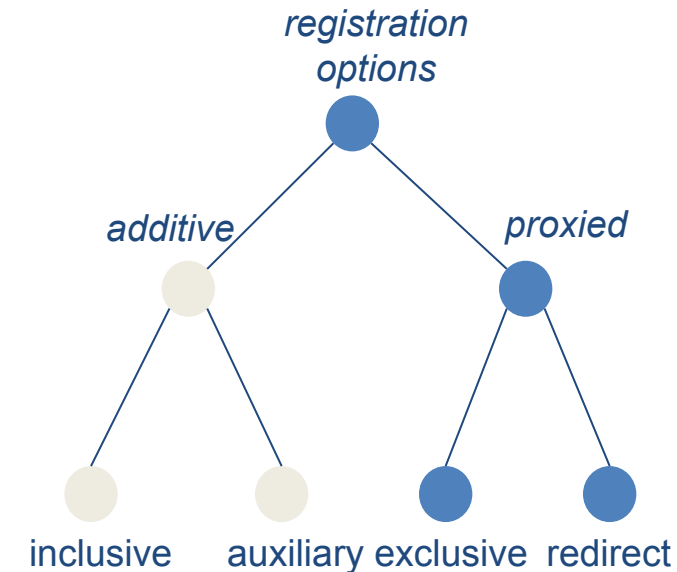 registration
options
additive
proxied
inclusive
auxiliary
exclusive
redirect